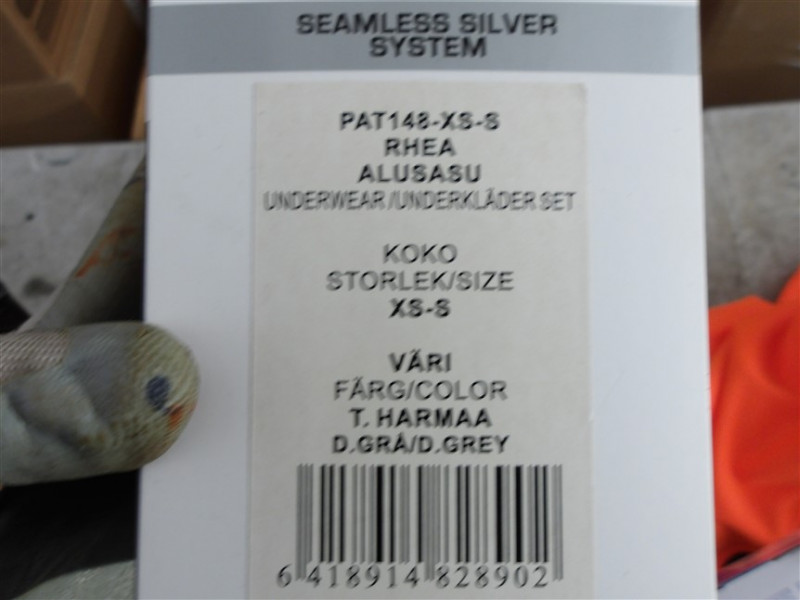 SEAMLESS SILVER
SYSTEM
PAT148-XS-S
RHEA
ALUSASU
UNDERWEAR/UNDERKLÄDER SET
KOKO
STORLEK/SIZE
XS-S
VÄRI
FÄRG/COLOR
T. HARMAA
D.GRÅ/D.GREY
6 418914 828902